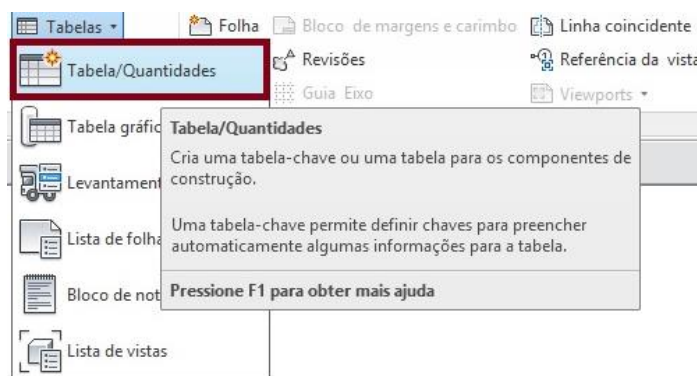 Tabelas Folha Bloco de margens e carimbo Linha coincidente
Tabela/Quantidades Revisões Referência da vista
Guia Eixo Viewports
Tabela gráfic
Tabela/Quantidades
Cria uma tabela-chave ou uma tabela para os componentes de
construção.
Levantament
Uma tabela-chave permite definir chaves para preencher
automaticamente algumas informações para a tabela.
Lista de folha
Bloco de not
Pressione F1 para obter mais ajuda
Lista de vistas